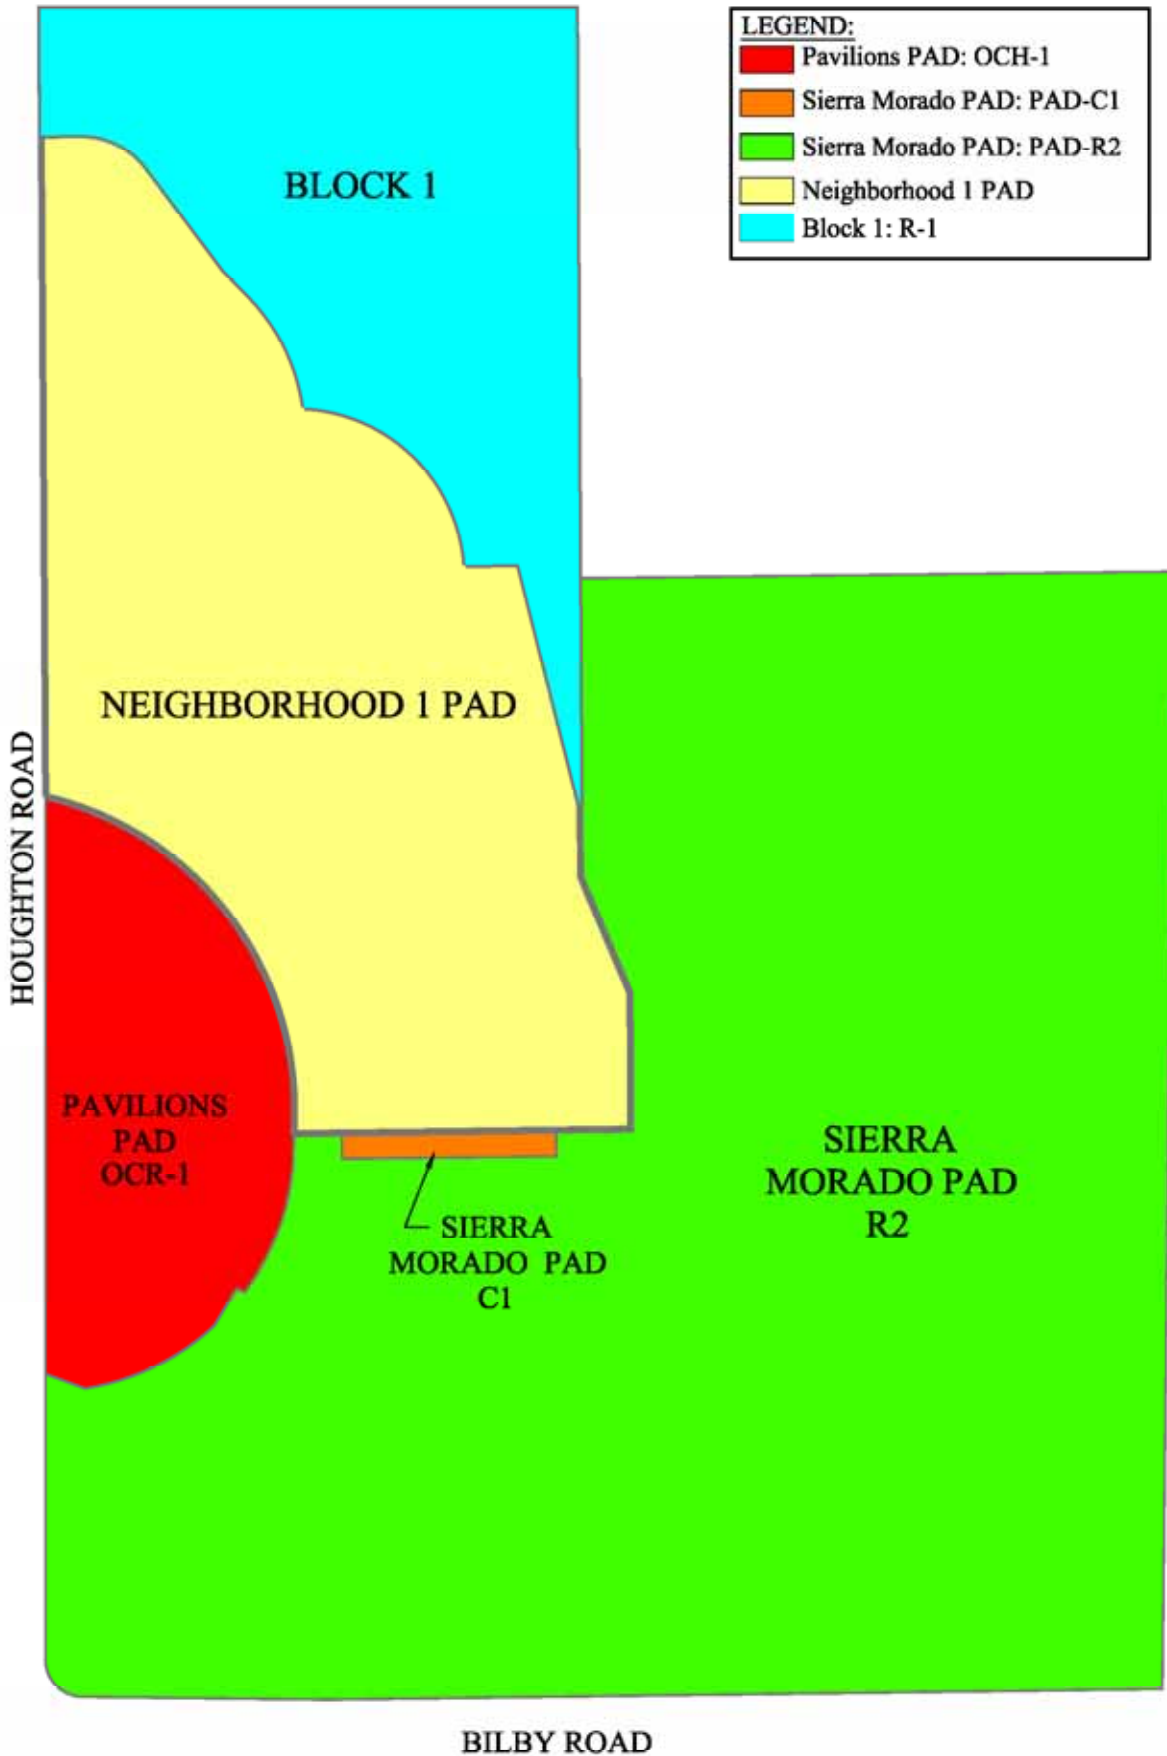 LEGEND:
Pavilions PAD: OCH-1
Sierra Morado PAD: PAD-C1
Sierra Morado PAD: PAD-R2
Neighborhood 1 PAD
Block 1: R-1
BLOCK 1
NEIGHBORHOOD 1 PAD
HOUGHTON ROAD
PAVILIONS
PAD
OCR-1
SIERRA
MORADO PAD
R2
SIERRA
MORADO PAD
C1
BILBY ROAD